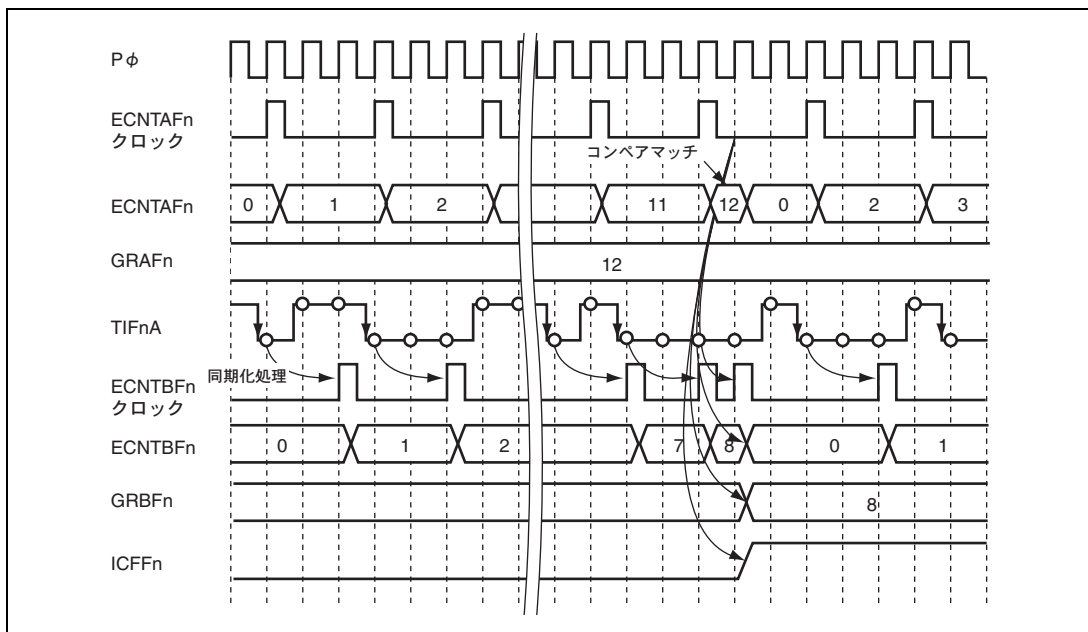 Pφ
ECNTAFn
クロック
コンペアマッチ
ECNTAFn
0 1 2 11 12 0 2 3
GRAFn
12
TIFnA
同期化処理
ECNTBFn
クロック
ECNTBFn
0 1 2 7 8 0 1
GRBFn
8
ICFFn